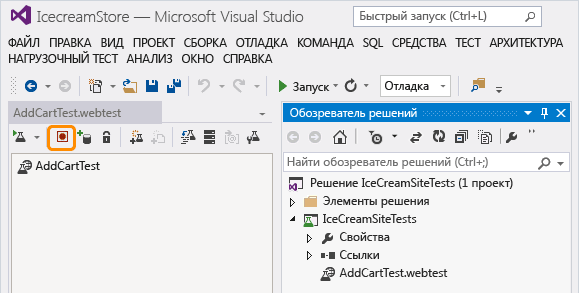 IcecreamStore — Microsoft Visual Studio
Быстрый запуск (Ctrl+L)
ФАЙЛ ПРАВКА ВИД ПРОЕКТ СБОРКА ОТЛАДКА КОМАНДА SQL СРЕДСТВА ТЕСТ АРХИТЕКТУРА
НАГРУЗОЧНЫЙ ТЕСТ АНАЛИЗ ОКНО СПРАВКА
Запуск Отладка
AddCartTest.webtest
AddCartTest
Обозреватель решений
Найти обозреватель решений (Ctrl+;)
Решение IceCreamSiteTests (1 проект)
Элементы решения
IceCreamSiteTests
Свойства
Ссылки
AddCartTest.webtest